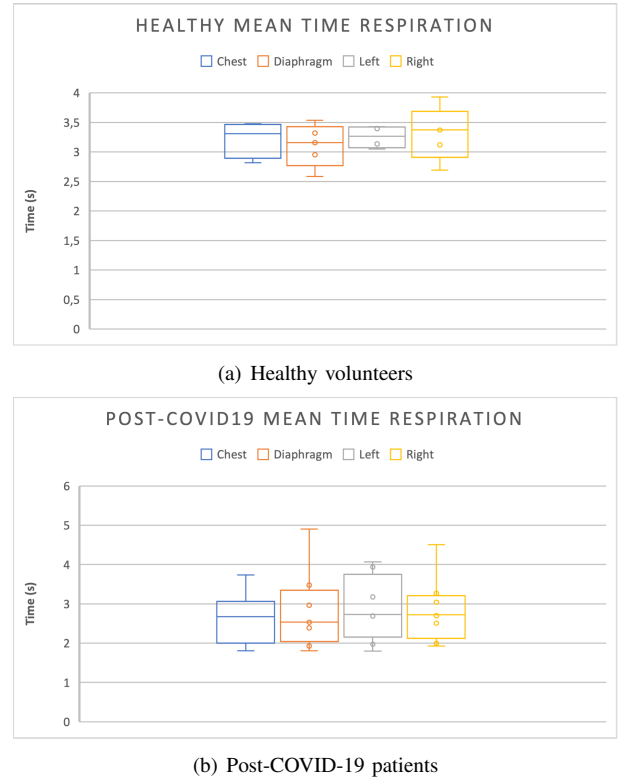 HEALTHY MEAN TIME RESPIRATION
Chest Diaphragm Left Right
4
3,5
3
2,5
2
1,5
1
0,5
0
Time (s)
(a) Healthy volunteers
POST-COVID19 MEAN TIME RESPIRATION
Chest Diaphragm Left Right
6
5
4
3
2
1
0
Time (s)
(b) Post-COVID-19 patients